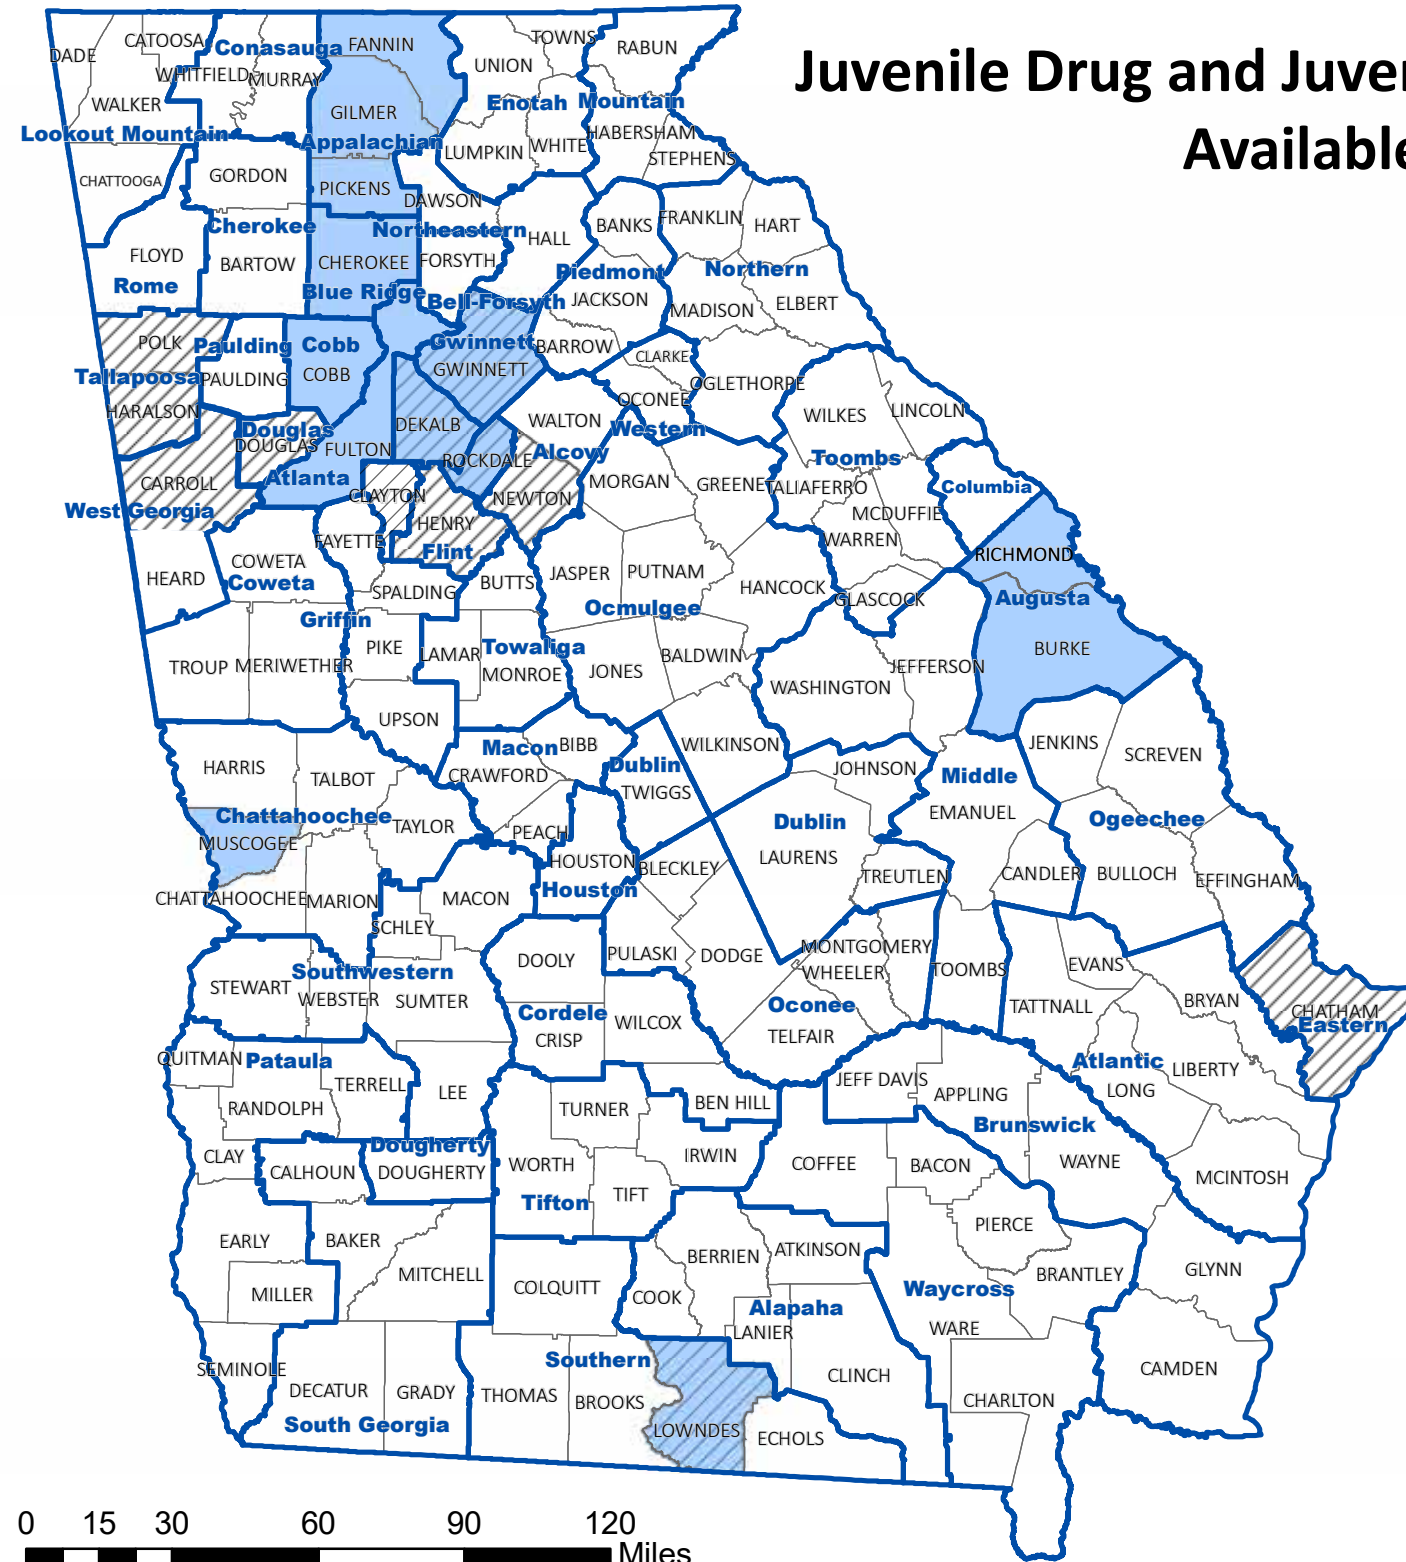 Juvenile Drug and Juver
Available
DADE
CATOOSA
Conasauga
FANNIN
TOWNS
RABUN
WHITFIELD
MURRAY
UNION
WALKER
GILMER
Enotah
Mountain
Lookout Mountain
Appalachian
LUMPKIN
WHITE
HABERSHAM
STEPHENS
CHATTOOGA
GORDON
PICKENS
DAWSON
Cherokee
Northeastern
HALL
BANKS
FRANKLIN
HART
FLOYD
BARTOW
CHEROKEE
FORSYTH
Rome
Blue Ridge
Bell-Forsyth
Piedmont
Northern
JACKSON
MADISON
ELBERT
POLK
Paulding
Cobb
Gwinnett
BARROW
CLARKE
Tallapoosa
PAULDING
COBB
GWINNETT
OGLETHORPE
HARALSON
OCONEE
WILKES
LINCOLN
Douglas
DOUGLAS
FULTON
DEKALB
WALTON
Western
CARROLL
Atlanta
ROCKDALE
Alcovy
Toombs
West Georgia
CLAYTON
NEWTON
MORGAN
GREENE
TALIAFERRO
Columbia
HENRY
MCDUFFIE
FAYETTE
Flint
WARREN
RICHMOND
HEARD
COWETA
Coweta
SPALDING
BUTTS
JASPER
PUTNAM
HANCOCK
GLASCOCK
Augusta
Griffin
Ocmulgee
TROUP
MERIWETHER
PIKE
LAMAR
Towaliga
MONROE
JONES
BALDWIN
WASHINGTON
JEFFERSON
BURKE
UPSON
HARRIS
TALBOT
Macon
BIBB
CRAWFORD
Dublin
TWIGGS
WILKINSON
JOHNSON
Middle
JENKINS
SCREVEN
Chattahoochee
MUSCOGEE
TAYLOR
PEACH
Dublin
EMANUEL
Ogeechee
HOUSTON
BLECKLEY
LAURENS
TREUTLEN
CANDLER
BULLOCH
EFFINGHAM
CHATTAHOOCHEE
MARION
MACON
Houston
SCHLEY
DOOLY
PULASKI
DODGE
MONTGOMERY
WHEELER
TOOMBS
EVANS
STEWART
Southwestern
WEBSTER
SUMTER
Cordele
CRISP
WILCOX
Oconee
TELFAIR
TATTNALL
BRYAN
CHATHAM
Eastern
QUITMAN
Pataula
TERRELL
LEE
Atlantic
LIBERTY
RANDOLPH
TURNER
BEN HILL
JEFF DAVIS
APPLING
LONG
Brunswick
CLAY
CALHOUN
Dougherty
DOUGHERTY
WORTH
IRWIN
COFFEE
BACON
WAYNE
MCINTOSH
Tifton
TIFT
EARLY
BAKER
MITCHELL
BERRIEN
ATKINSON
PIERCE
MILLER
COLQUITT
COOK
Alapaha
Waycross
BRANTLEY
GLYNN
LANIER
WARE
SEMINOLE
DECATUR
GRADY
THOMAS
Southern
BROOKS
CLINCH
CHARLTON
CAMDEN
South Georgia
LOWNDES
ECHOLS
0 15 30 60 90 120
Miles